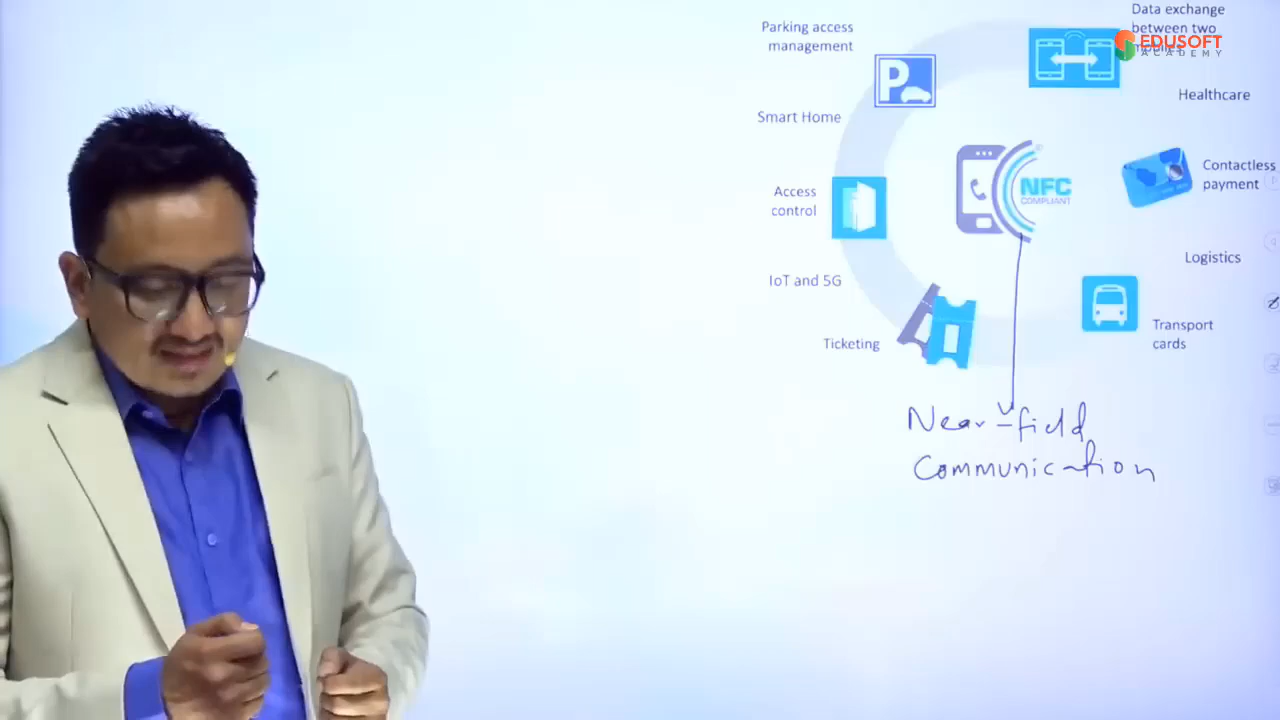 Parking access
management
Data exchange
between two
EDUSOFT
ACADEMY
Smart Home
Healthcare
Access
control
NFC
COMPLIANT
Contactless
payment
IoT and 5G
Logistics
Ticketing
Transport
cards
Near-field
Communication